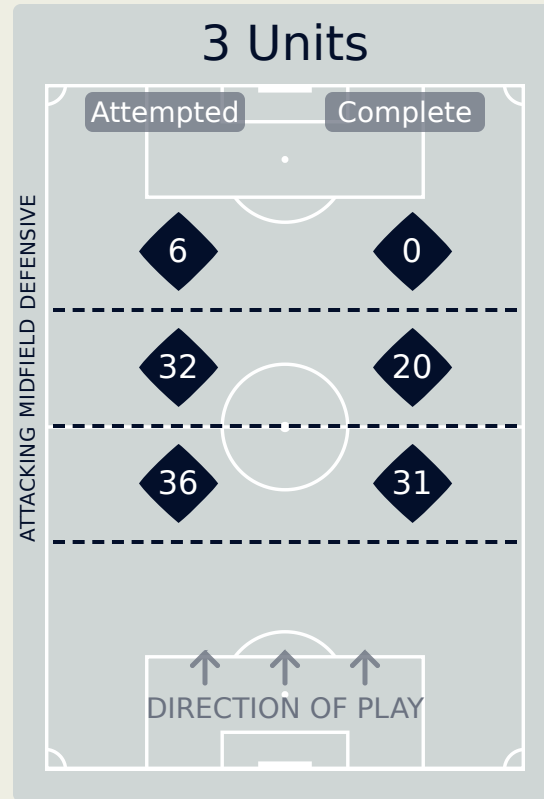 3 Units
Attempted Complete
6 0
32 20
36 31
ATTACKING MIDFIELD DEFENSIVE
DIRECTION OF PLAY